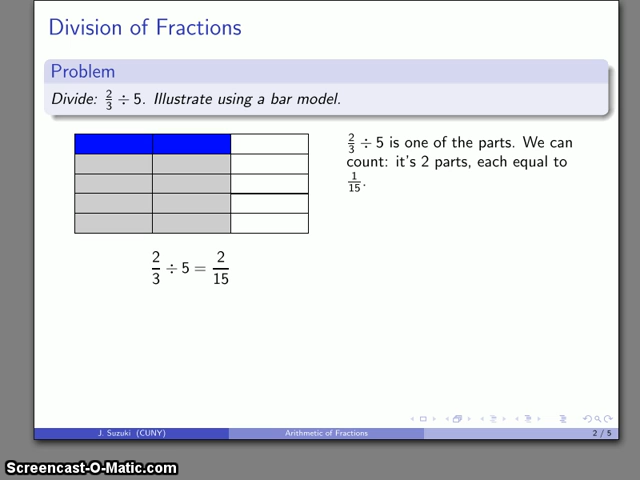 Division of Fractions
Problem
Divide: 2/3 ÷ 5. Illustrate using a bar model.
2/3 ÷ 5 is one of the parts. We can
count: it's 2 parts, each equal to
1/15.
2/3 ÷ 5 = 2/15
J. Suzuki (CUNY)
Arithmetic of Fractions
2 / 5
Screencast-O-Matic.com